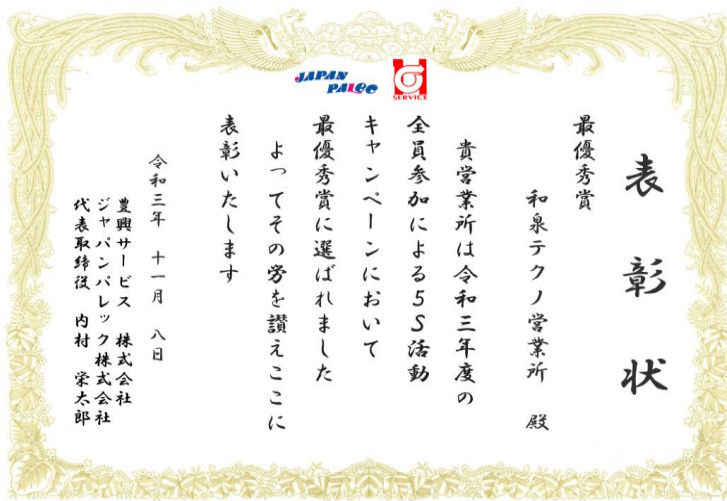 JAPAN
PALEC
SERVICE
表彰状
最優秀賞
和泉テクノ営業所 殿
貴営業所は令和三年度の
全員参加による5S活動
キャンペーンにおいて
最優秀賞に選ばれました
よってその労を讃えここに
表彰いたします
令和三年 十一月 八日
豊興サービス 株式会社
ジャパンパレック株式会社
代表取締役 内村 栄太郎